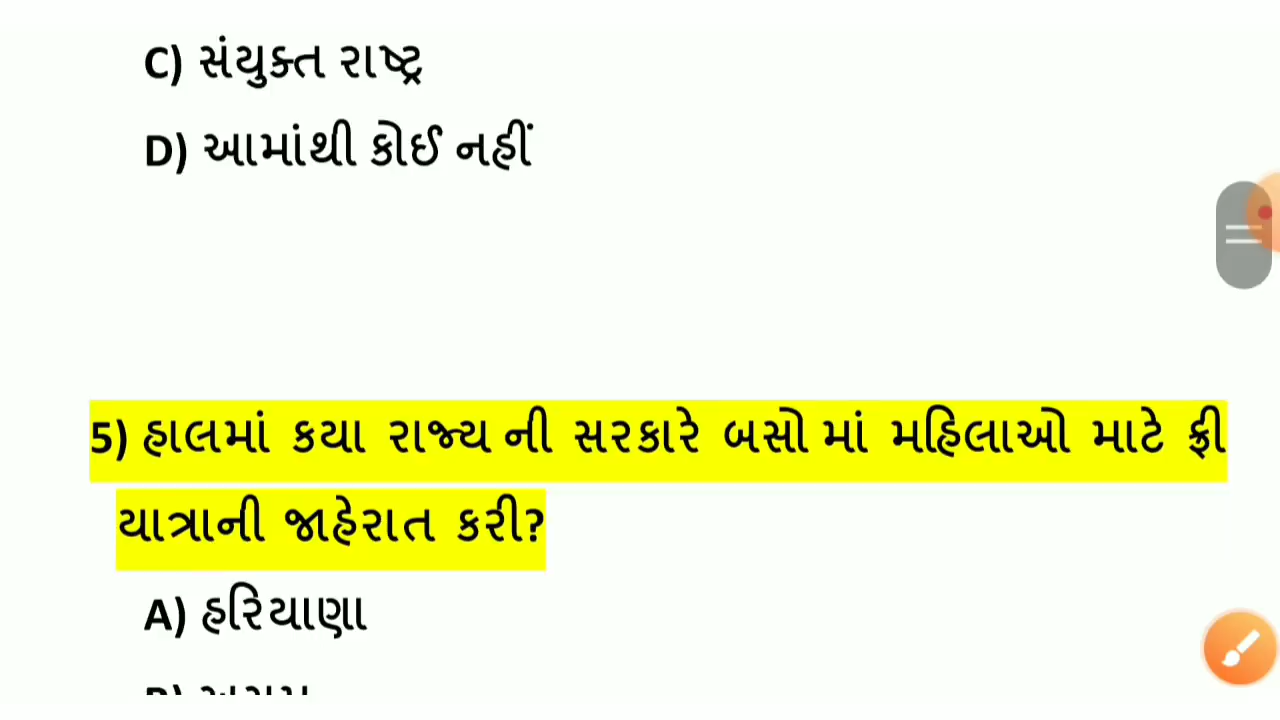 C) સંયુક્ત રાષ્ટ્ર
D) આમાંથી કોઈ નહીં
5) હાલમાં કયા રાજ્ય ની સરકારે બસો માં મહિલાઓ માટે ફ્રી
યાત્રાની જાહેરાત કરી?
A) હરિયાણા